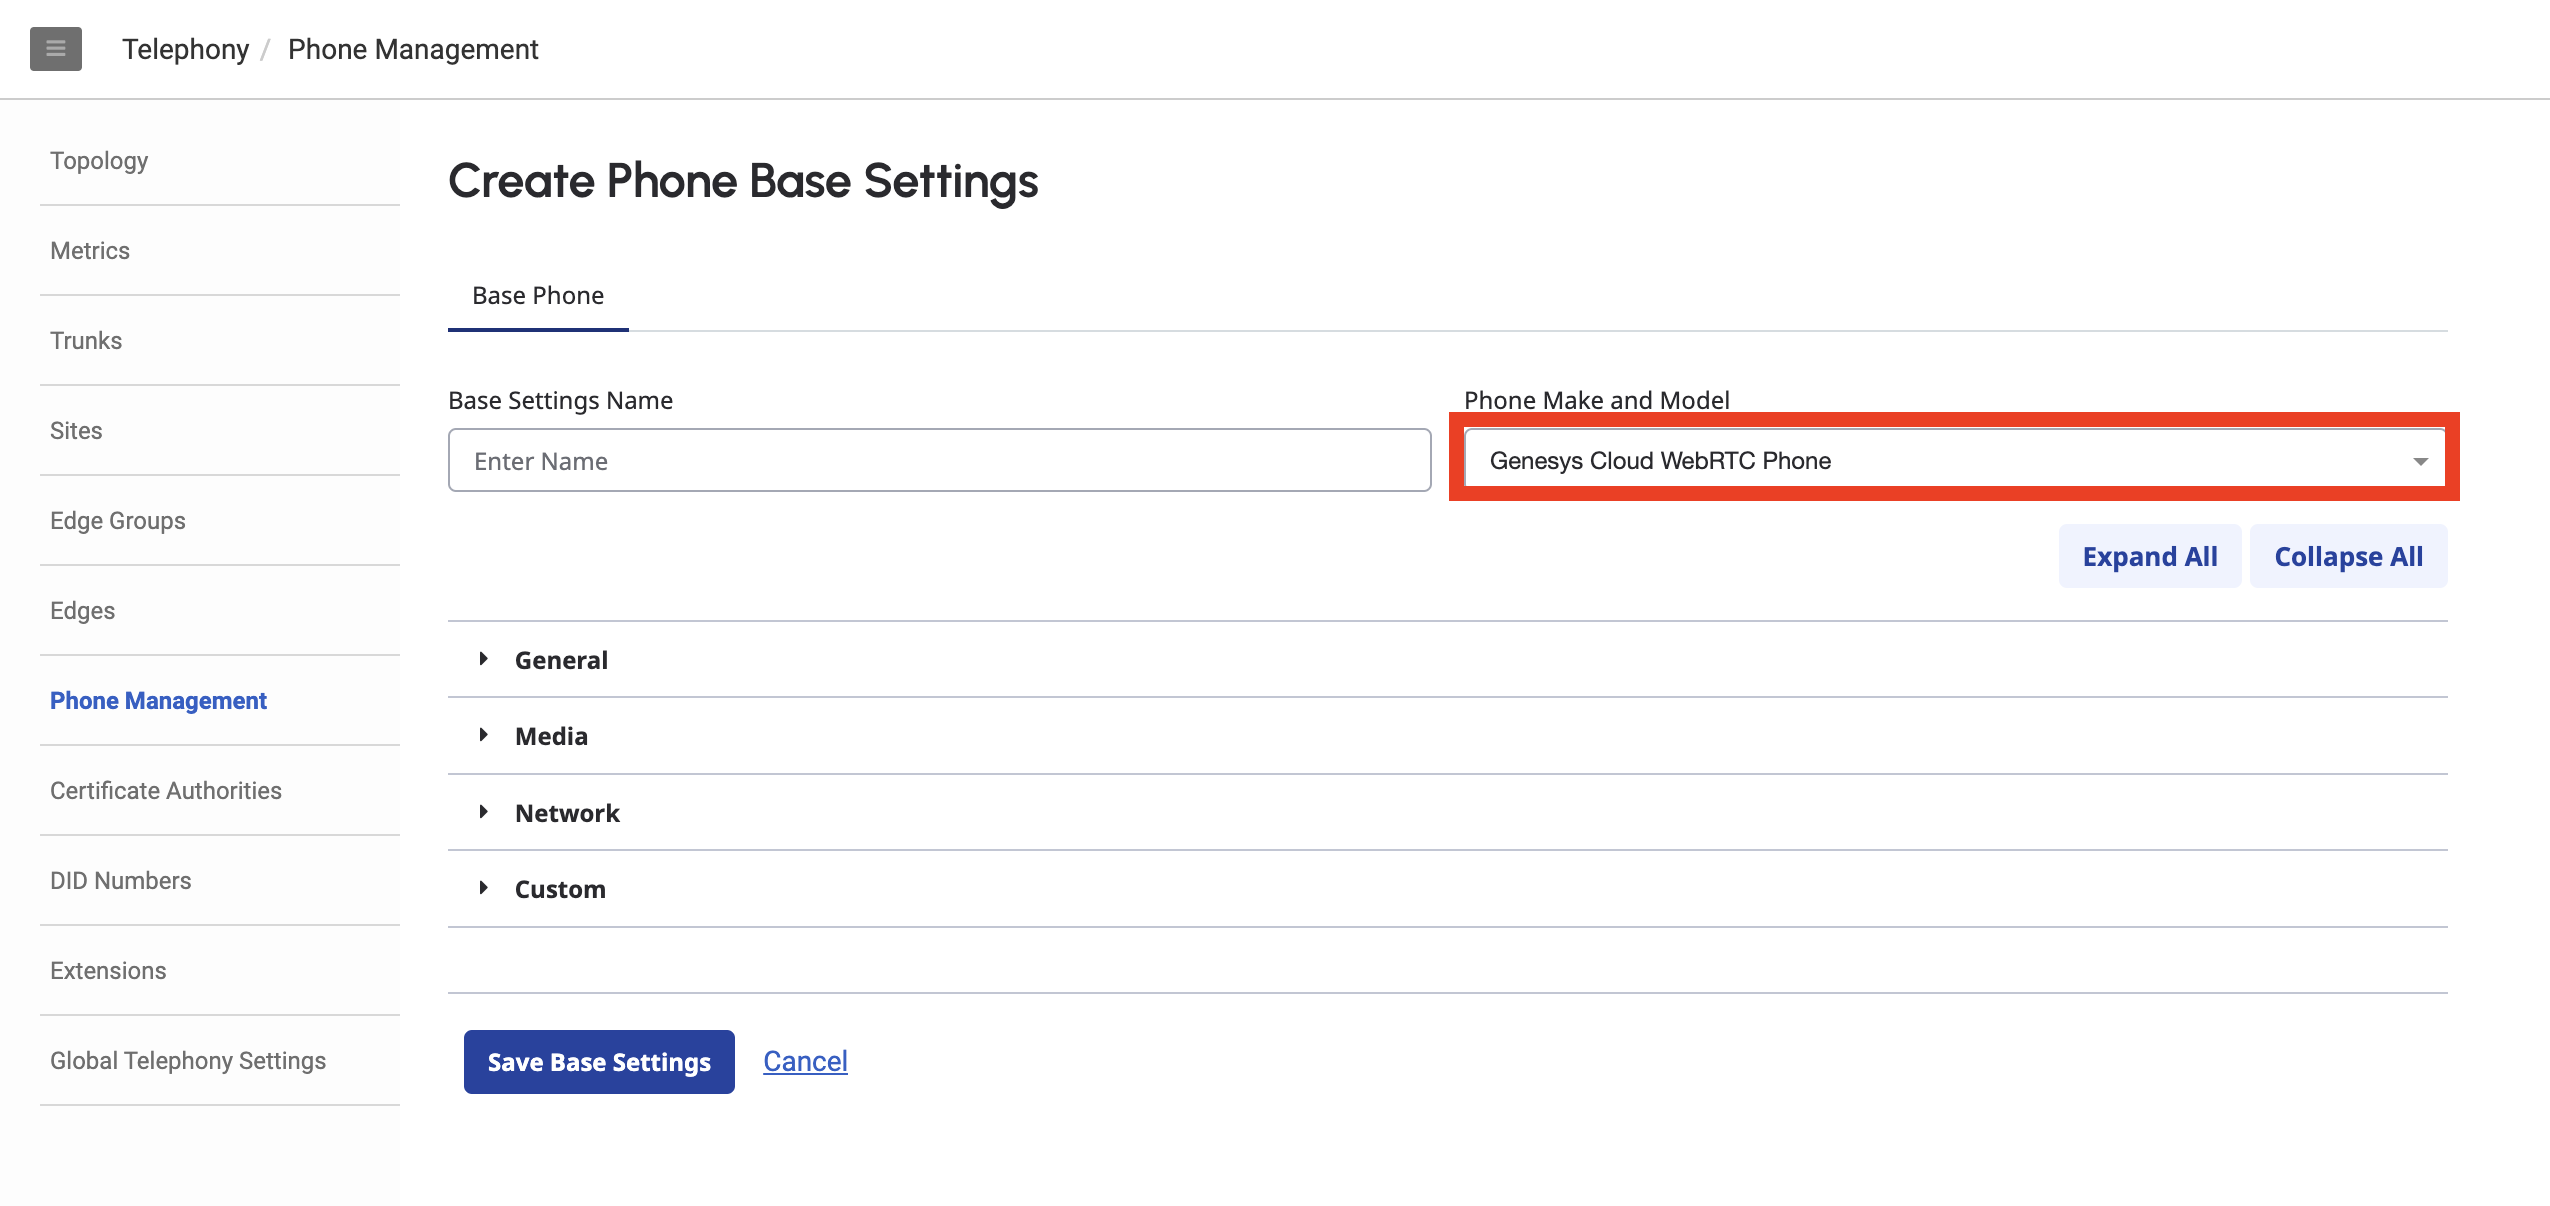 Telephony / Phone Management
Topology
Metrics
Trunks
Sites
Edge Groups
Edges
Phone Management
Certificate Authorities
DID Numbers
Extensions
Global Telephony Settings
Create Phone Base Settings
Base Phone
Base Settings Name
Enter Name
Phone Make and Model
Genesys Cloud WebRTC Phone
Expand All
Collapse All
General
Media
Network
Custom
Save Base Settings
Cancel